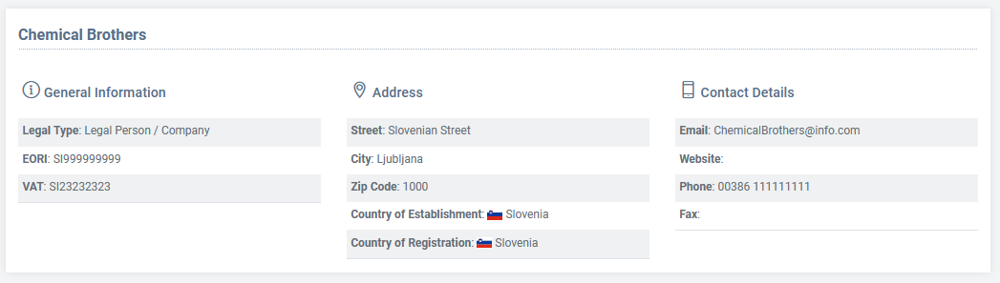 Chemical Brothers
General Information
Legal Type: Legal Person / Company
EORI: SI999999999
VAT: SI23232323
Address
Street: Slovenian Street
City: Ljubljana
Zip Code: 1000
Country of Establishment: Slovenia
Country of Registration: Slovenia
Contact Details
Email: ChemicalBrothers@info.com
Website:
Phone: 00386 111111111
Fax: